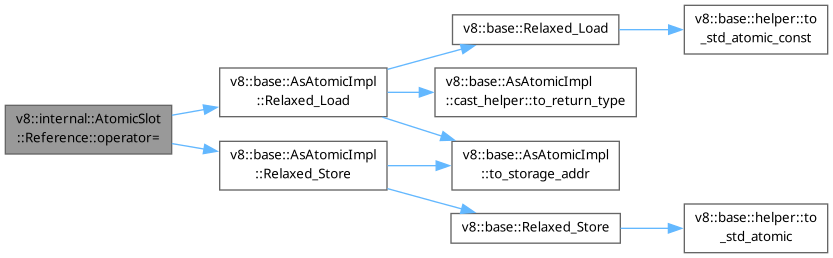 v8::internal::AtomicSlot
::Reference::operator=
v8::base::AsAtomicImpl
::Relaxed_Load
v8::base::AsAtomicImpl
::Relaxed_Store
v8::base::Relaxed_Load
v8::base::AsAtomicImpl
::cast_helper::to_return_type
v8::base::AsAtomicImpl
::to_storage_addr
v8::base::Relaxed_Store
v8::base::helper::to
_std_atomic_const
v8::base::helper::to
_std_atomic